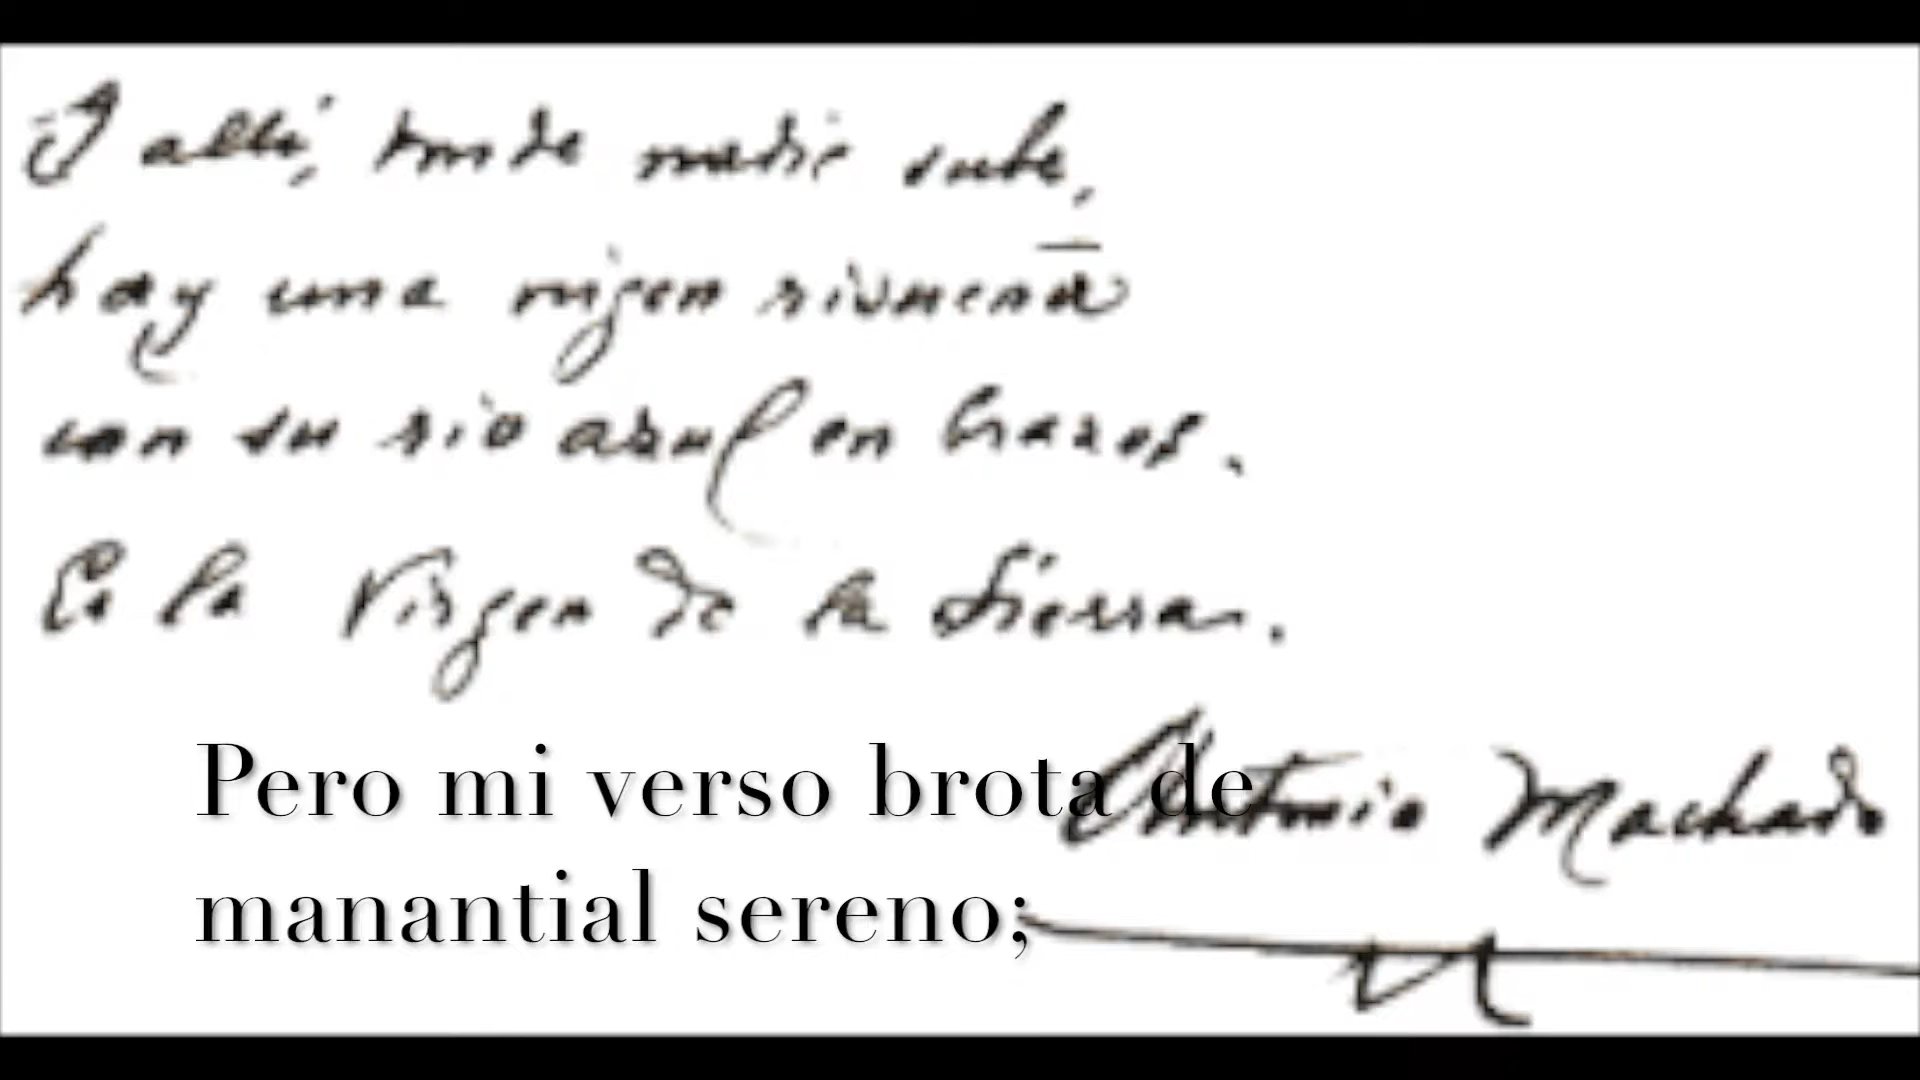 Y allí, donde nadie sube,
hay una virgen risueña
con su río azul en brazos.
Es la Virgen de la Sierra.
Antonio Machado
Pero mi verso brota de
manantial sereno;